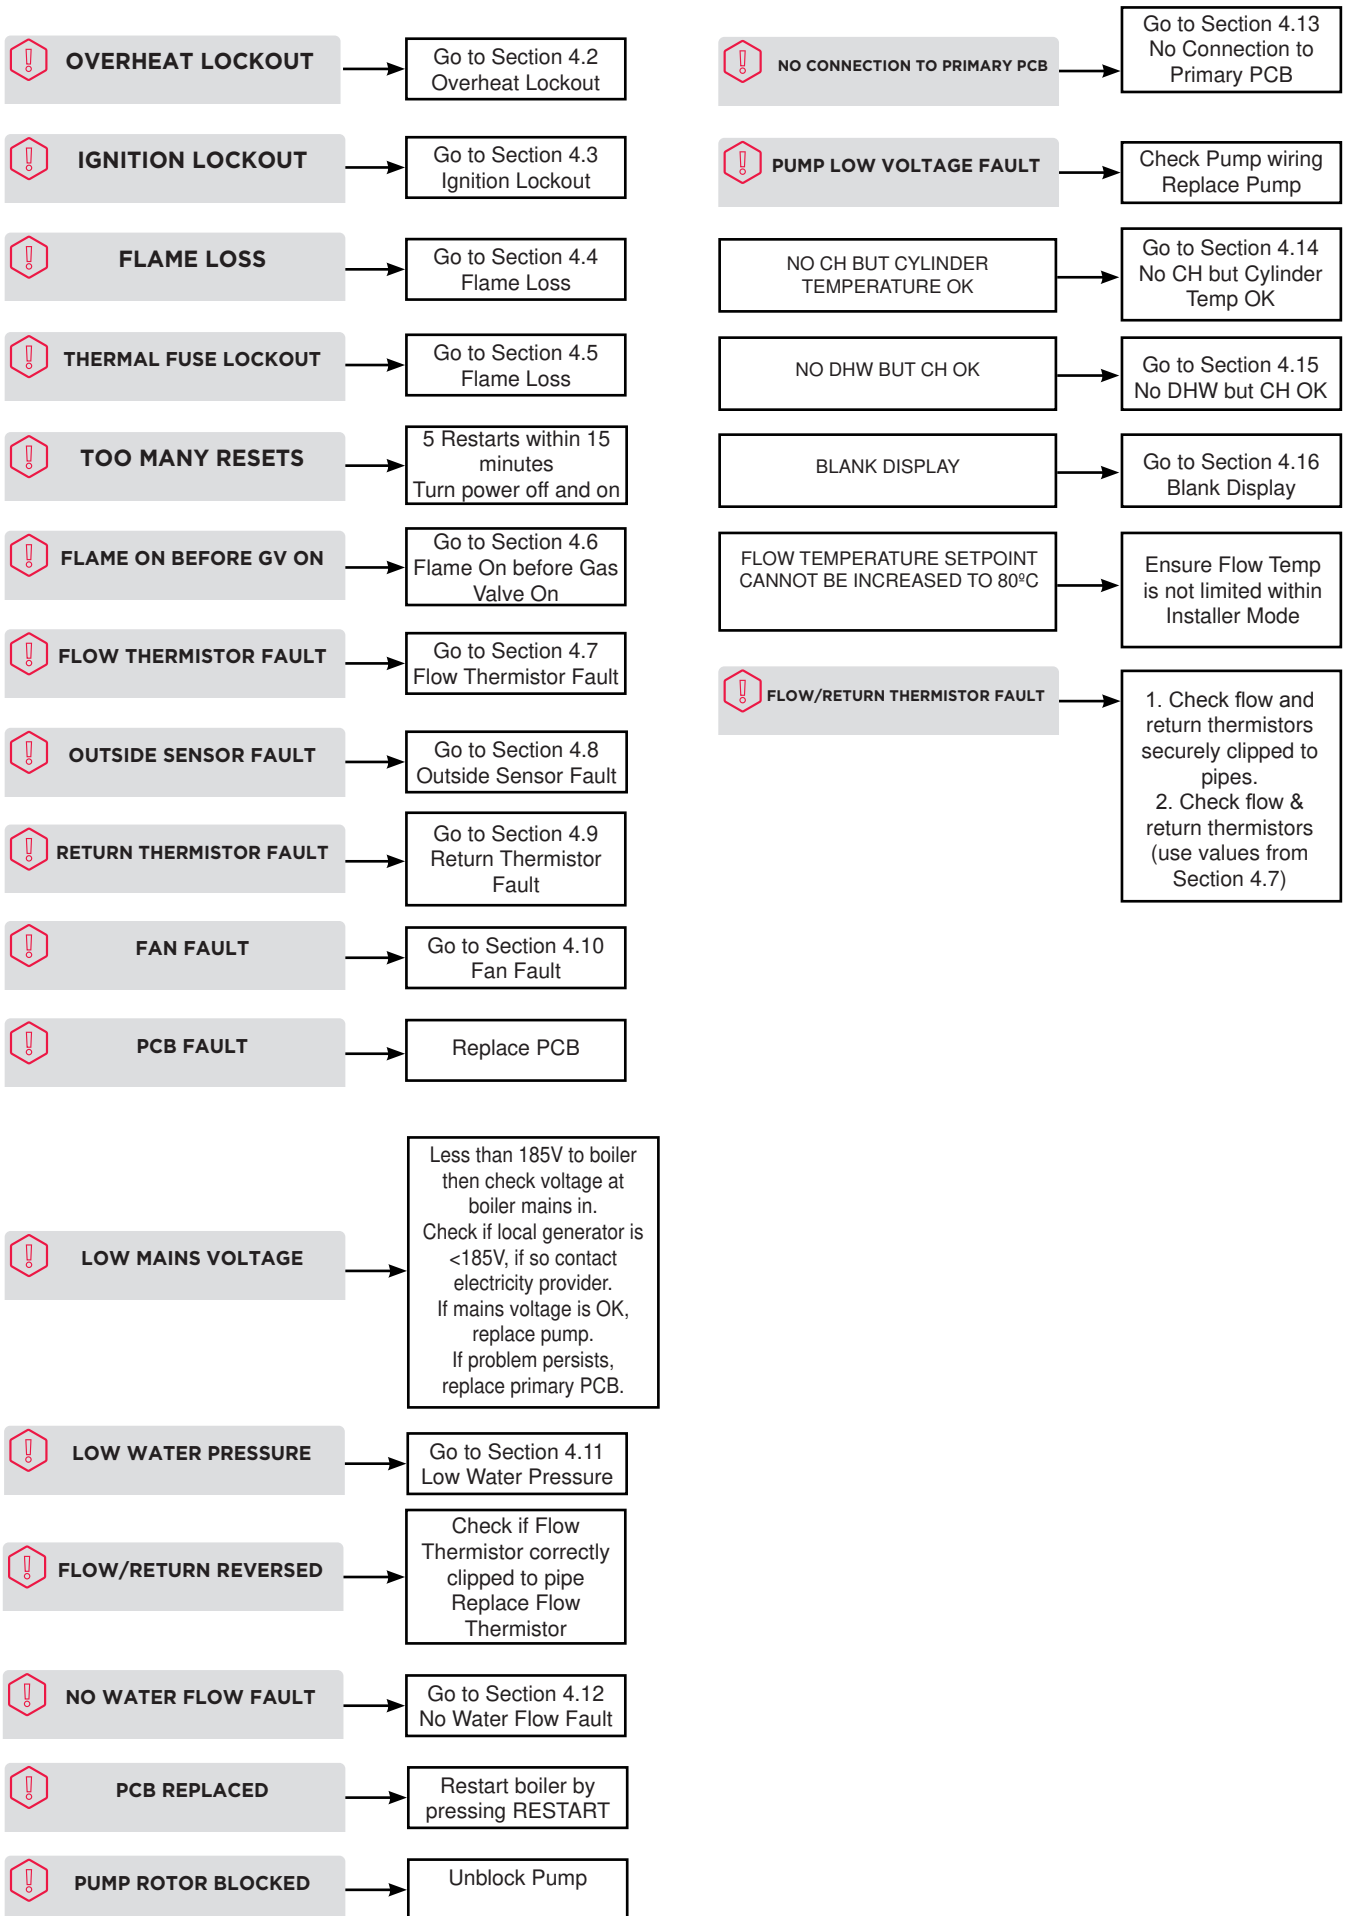 OVERHEAT LOCKOUT
Go to Section 4.2
Overheat Lockout
IGNITION LOCKOUT
Go to Section 4.3
Ignition Lockout
FLAME LOSS
Go to Section 4.4
Flame Loss
THERMAL FUSE LOCKOUT
Go to Section 4.5
Flame Loss
TOO MANY RESETS
5 Restarts within 15
minutes
Turn power off and on
FLAME ON BEFORE GV ON
Go to Section 4.6
Flame On before Gas
Valve On
FLOW THERMISTOR FAULT
Go to Section 4.7
Flow Thermistor Fault
OUTSIDE SENSOR FAULT
Go to Section 4.8
Outside Sensor Fault
RETURN THERMISTOR FAULT
Go to Section 4.9
Return Thermistor
Fault
FAN FAULT
Go to Section 4.10
Fan Fault
PCB FAULT
Replace PCB
LOW MAINS VOLTAGE
Less than 185V to boiler
then check voltage at
boiler mains in.
Check if local generator is
<185V, if so contact
electricity provider.
If mains voltage is OK,
replace pump.
If problem persists,
replace primary PCB.
LOW WATER PRESSURE
Go to Section 4.11
Low Water Pressure
FLOW/RETURN REVERSED
Check if Flow
Thermistor correctly
clipped to pipe
Replace Flow
Thermistor
NO WATER FLOW FAULT
Go to Section 4.12
No Water Flow Fault
PCB REPLACED
Restart boiler by
pressing RESTART
PUMP ROTOR BLOCKED
Unblock Pump
NO CONNECTION TO PRIMARY PCB
Go to Section 4.13
No Connection to
Primary PCB
PUMP LOW VOLTAGE FAULT
Check Pump wiring
Replace Pump
NO CH BUT CYLINDER
TEMPERATURE OK
Go to Section 4.14
No CH but Cylinder
Temp OK
NO DHW BUT CH OK
Go to Section 4.15
No DHW but CH OK
BLANK DISPLAY
Go to Section 4.16
Blank Display
FLOW TEMPERATURE SETPOINT
CANNOT BE INCREASED TO 80ºC
Ensure Flow Temp
is not limited within
Installer Mode
FLOW/RETURN THERMISTOR FAULT
1. Check flow and
return thermistors
securely clipped to
pipes.
2. Check flow &
return thermistors
(use values from
Section 4.7)